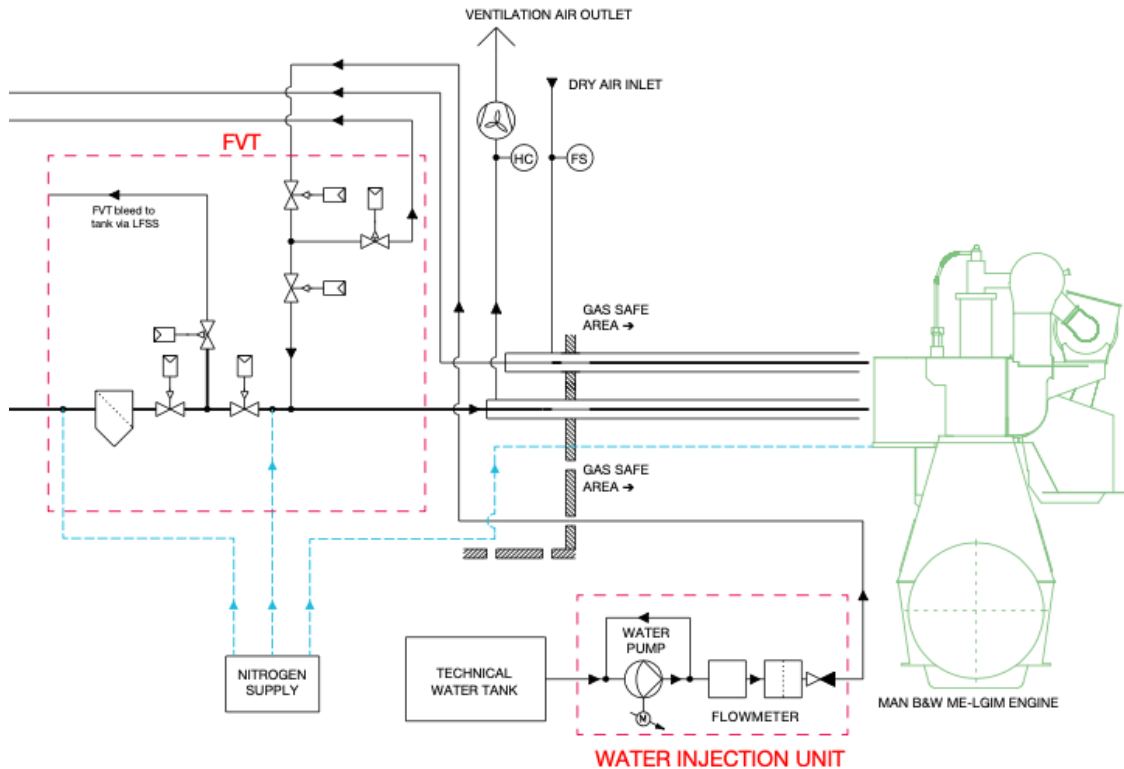 VENTILATION AIR OUTLET
DRY AIR INLET
FVT
HC
FS
FVT bleed to
tank via LFSS
GAS SAFE
AREA →
GAS SAFE
AREA →
NITROGEN
SUPPLY
TECHNICAL
WATER TANK
WATER
PUMP
M
FLOWMETER
MAN B&W ME-LGIM ENGINE
WATER INJECTION UNIT